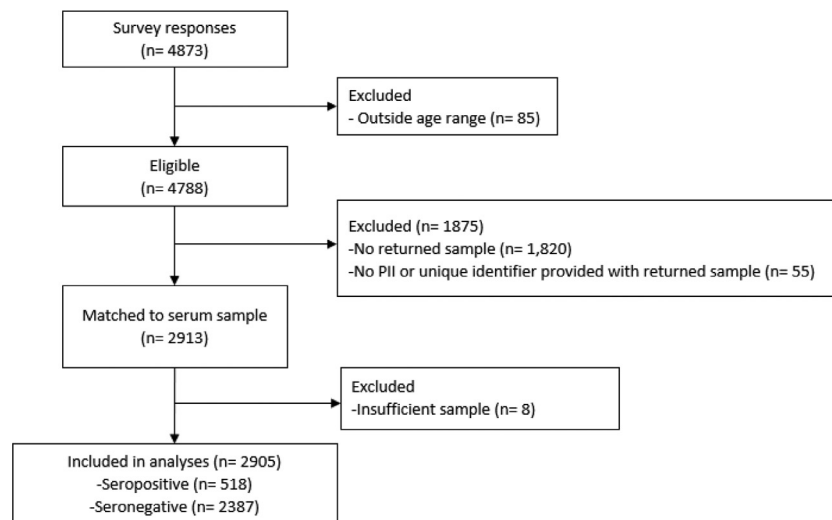 Survey responses
(n= 4873)
Excluded
- Outside age range (n= 85)
Eligible
(n= 4788)
Excluded (n= 1875)
-No returned sample (n= 1,820)
-No PII or unique identifier provided with returned sample (n= 55)
Matched to serum sample
(n= 2913)
Excluded
-Insufficient sample (n= 8)
Included in analyses (n= 2905)
-Seropositive (n= 518)
-Seronegative (n= 2387)